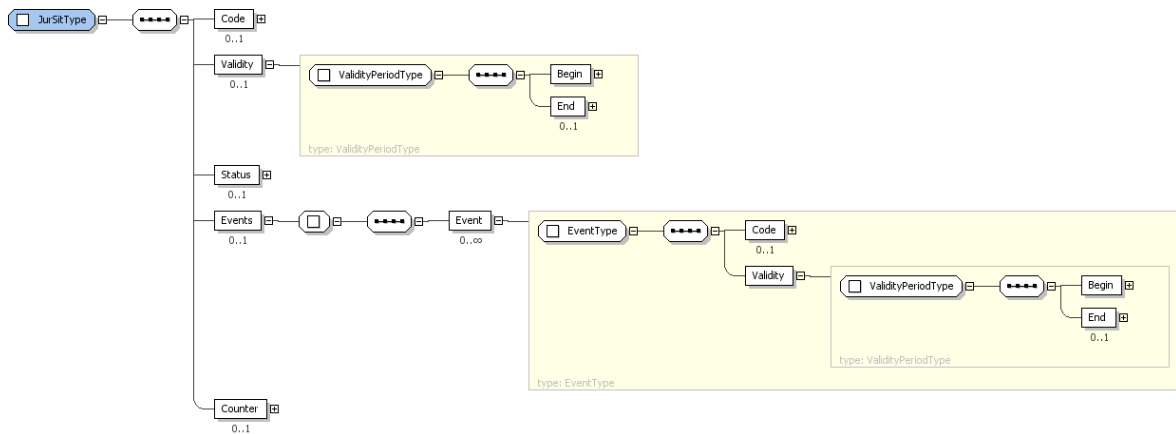 JurSitType
Code
0..1
Validity
0..1
ValidityPeriodType
Begin
End
0..1
type: ValidityPeriodType
Status
0..1
Events
0..1
Event
0..∞
EventType
Code
0..1
Validity
ValidityPeriodType
Begin
End
0..1
type: ValidityPeriodType
type: EventType
Counter
0..1